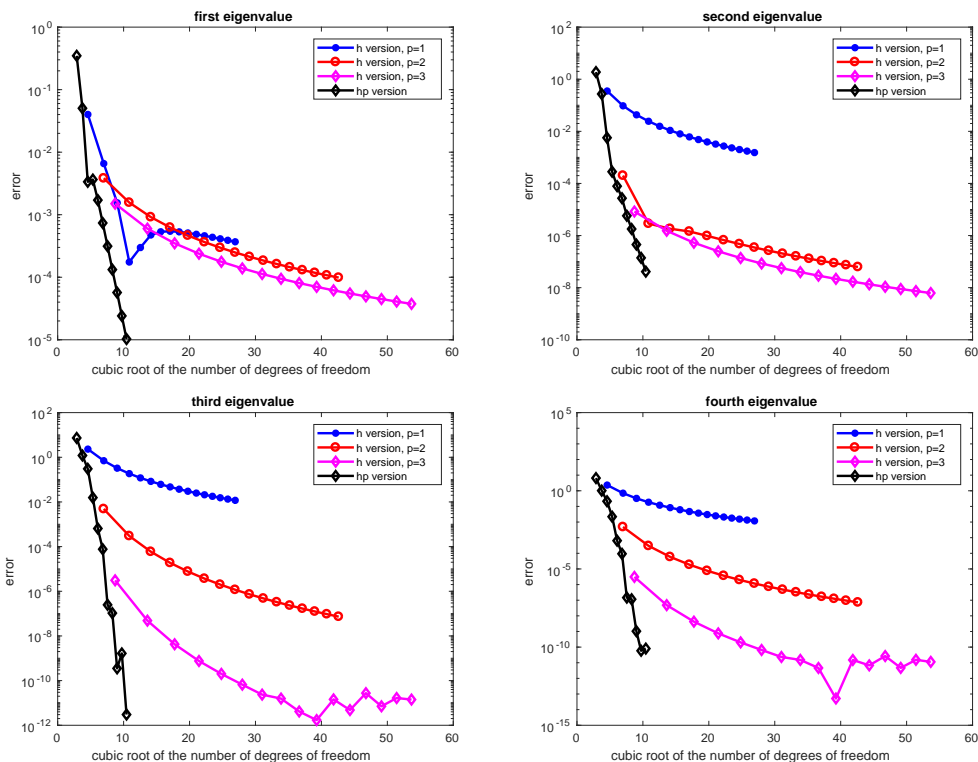 first eigenvalue
10^0
10^-1
10^-2
10^-3
10^-4
10^-5
error
0 10 20 30 40 50 60
cubic root of the number of degrees of freedom
h version, p=1
h version, p=2
h version, p=3
hp version
second eigenvalue
10^2
10^0
10^-2
10^-4
10^-6
10^-8
10^-10
error
0 10 20 30 40 50 60
cubic root of the number of degrees of freedom
h version, p=1
h version, p=2
h version, p=3
hp version
third eigenvalue
10^2
10^0
10^-2
10^-4
10^-6
10^-8
10^-10
10^-12
error
0 10 20 30 40 50 60
cubic root of the number of degrees of freedom
h version, p=1
h version, p=2
h version, p=3
hp version
fourth eigenvalue
10^5
10^0
10^-5
10^-10
10^-15
error
0 10 20 30 40 50 60
cubic root of the number of degrees of freedom
h version, p=1
h version, p=2
h version, p=3
hp version